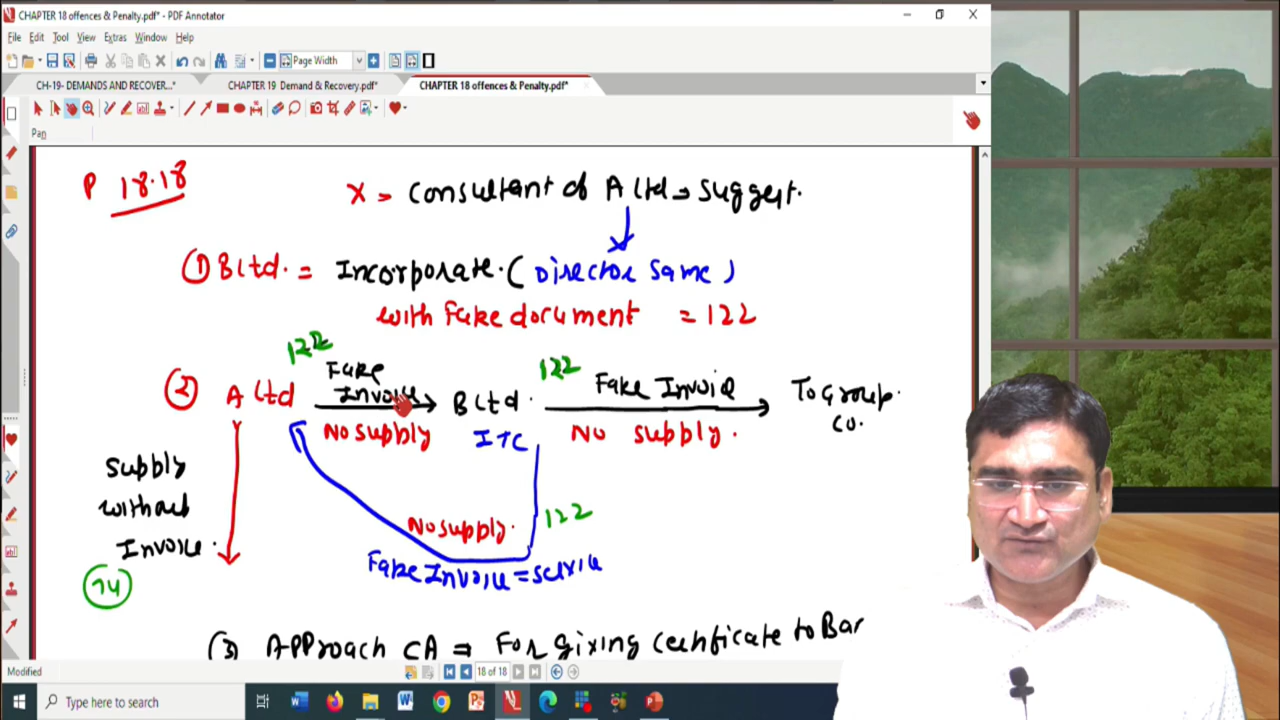 CHAPTER 18 offences & Penalty.pdf* - PDF Annotator
File Edit Tool View Extras Window Help
Page Width
CH-19- DEMANDS AND RECOVER...* CHAPTER 19 Demand & Recovery.pdf* CHAPTER 18 offences & Penalty.pdf*
Pan
P 18.18
X = Consultant of A Ltd → suggest.
① B Ltd. = Incorporate. (Director Same)
with fake document = 122
② A Ltd 122 Fake Invoice B Ltd. 122 Fake Invoice To Group Co.
No supply ITC No supply.
supply without Invoice.
No supply. 122
Fake Invoice = service
74
(3) Approach CA ⇒ For giving certificate to Bar
Modified 18 of 18
Type here to search